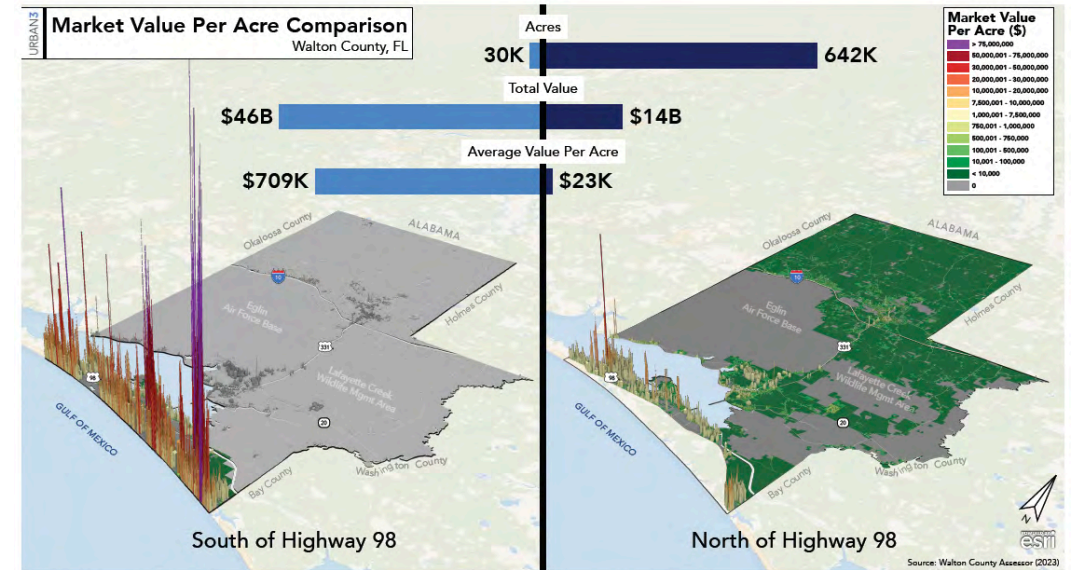 URBAN3
Market Value Per Acre Comparison
Walton County, FL
Acres
30K
642K
Total Value
$46B
$14B
Average Value Per Acre
$709K
$23K
Market Value
Per Acre ($)
> 75,000,000
50,000,001 - 75,000,000
30,000,001 - 50,000,000
20,000,001 - 30,000,000
10,000,001 - 20,000,000
7,500,001 - 10,000,000
1,000,001 - 7,500,000
750,001 - 1,000,000
500,001 - 750,000
100,001 - 500,000
10,001 - 100,000
< 10,000
0
Okaloosa County
ALABAMA
10
Eglin
Air Force Base
Holmes County
331
98
Lafayette Creek
Wildlife Mgmt Area
GULF OF MEXICO
20
Bay County
Washington County
South of Highway 98
Okaloosa County
ALABAMA
10
Eglin
Air Force Base
Holmes County
331
98
Lafayette Creek
Wildlife Mgmt Area
GULF OF MEXICO
20
Bay County
Washington County
North of Highway 98
N
esri
Source: Walton County Assessor (2023)